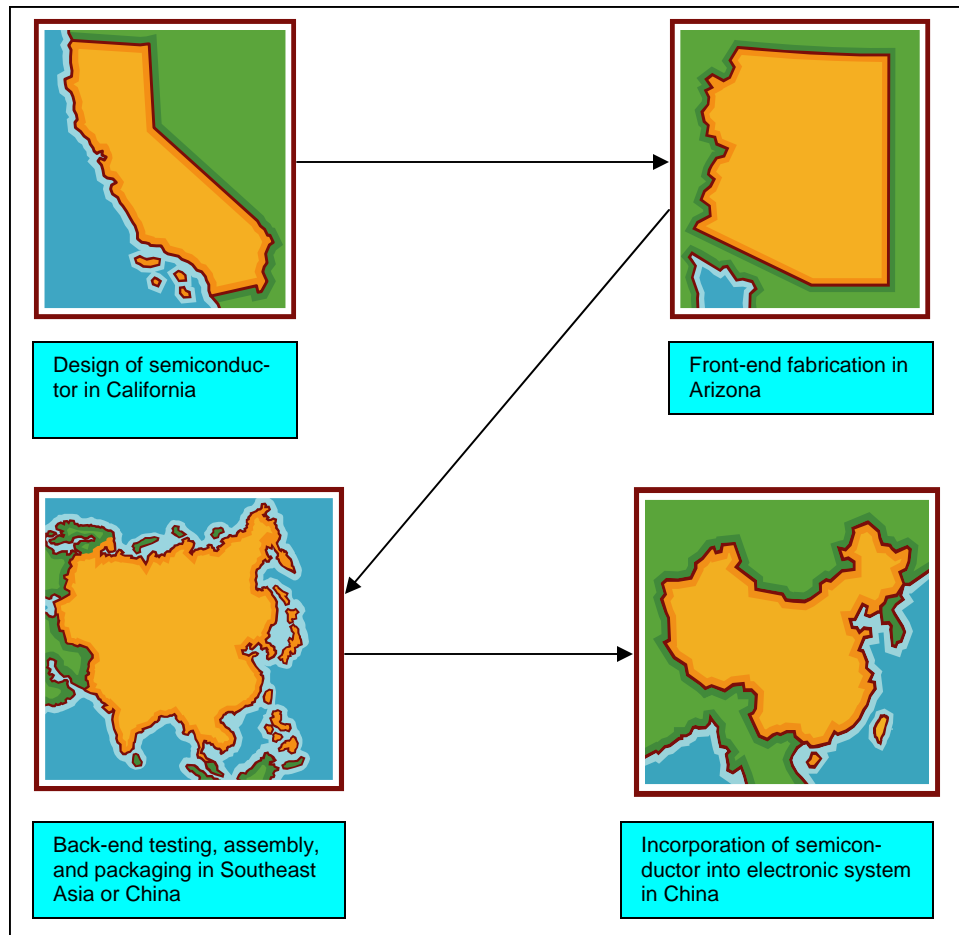 Design of semiconduc-
tor in California
Front-end fabrication in
Arizona
Back-end testing, assembly,
and packaging in Southeast
Asia or China
Incorporation of semicon-
ductor into electronic system
in China